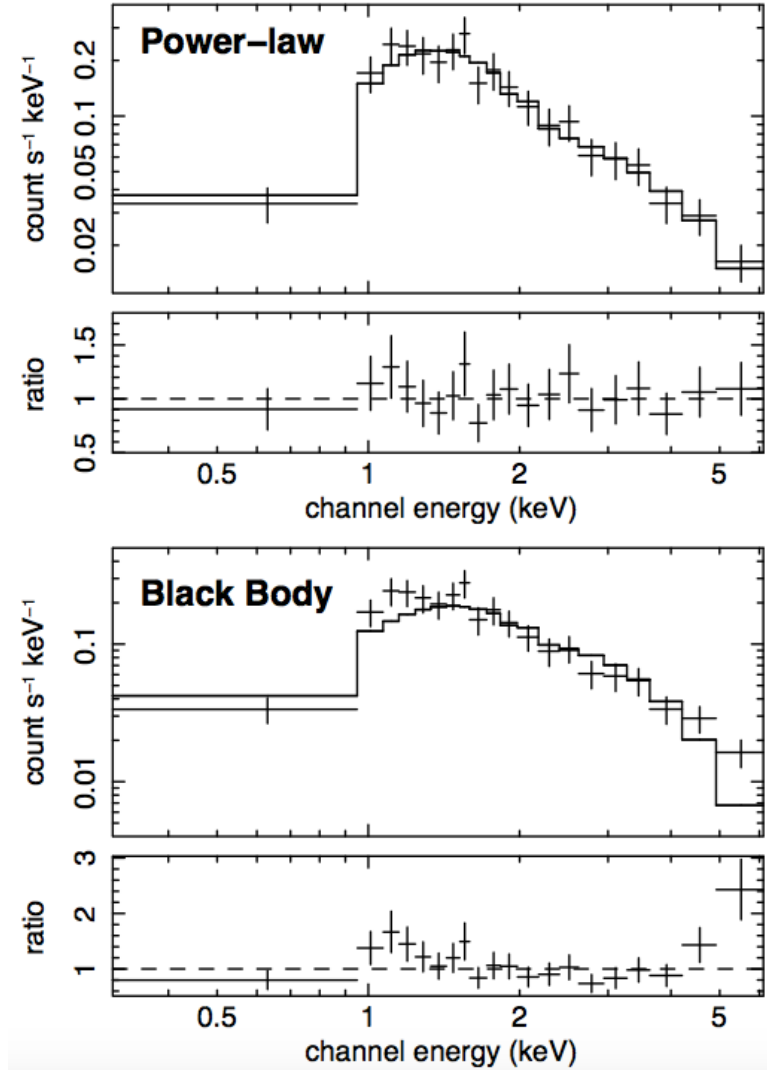 Power–law
count s⁻¹ keV⁻¹
0.2
0.1
0.05
0.02
ratio
1.5
1
0.5
0.5 1 2 5
channel energy (keV)
Black Body
count s⁻¹ keV⁻¹
0.1
0.01
ratio
3
2
1
0.5 1 2 5
channel energy (keV)